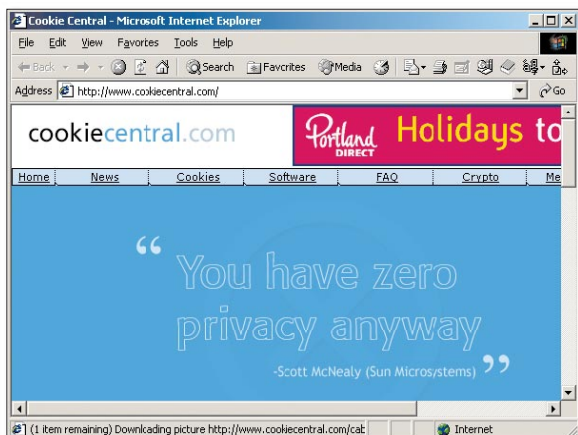 Cookie Central - Microsoft Internet Explorer
File Edit View Favorites Tools Help
Back Search Favorites Media
Address http://www.cookiecentral.com/ Go
cookiecentral.com Portland DIRECT Holidays to
Home News Cookies Software FAQ Crypto Me
“ You have zero
privacy anyway
-Scott McNealy (Sun Microsystems) ”
(1 item remaining) Downloading picture http://www.cookiecentral.com/cat Internet